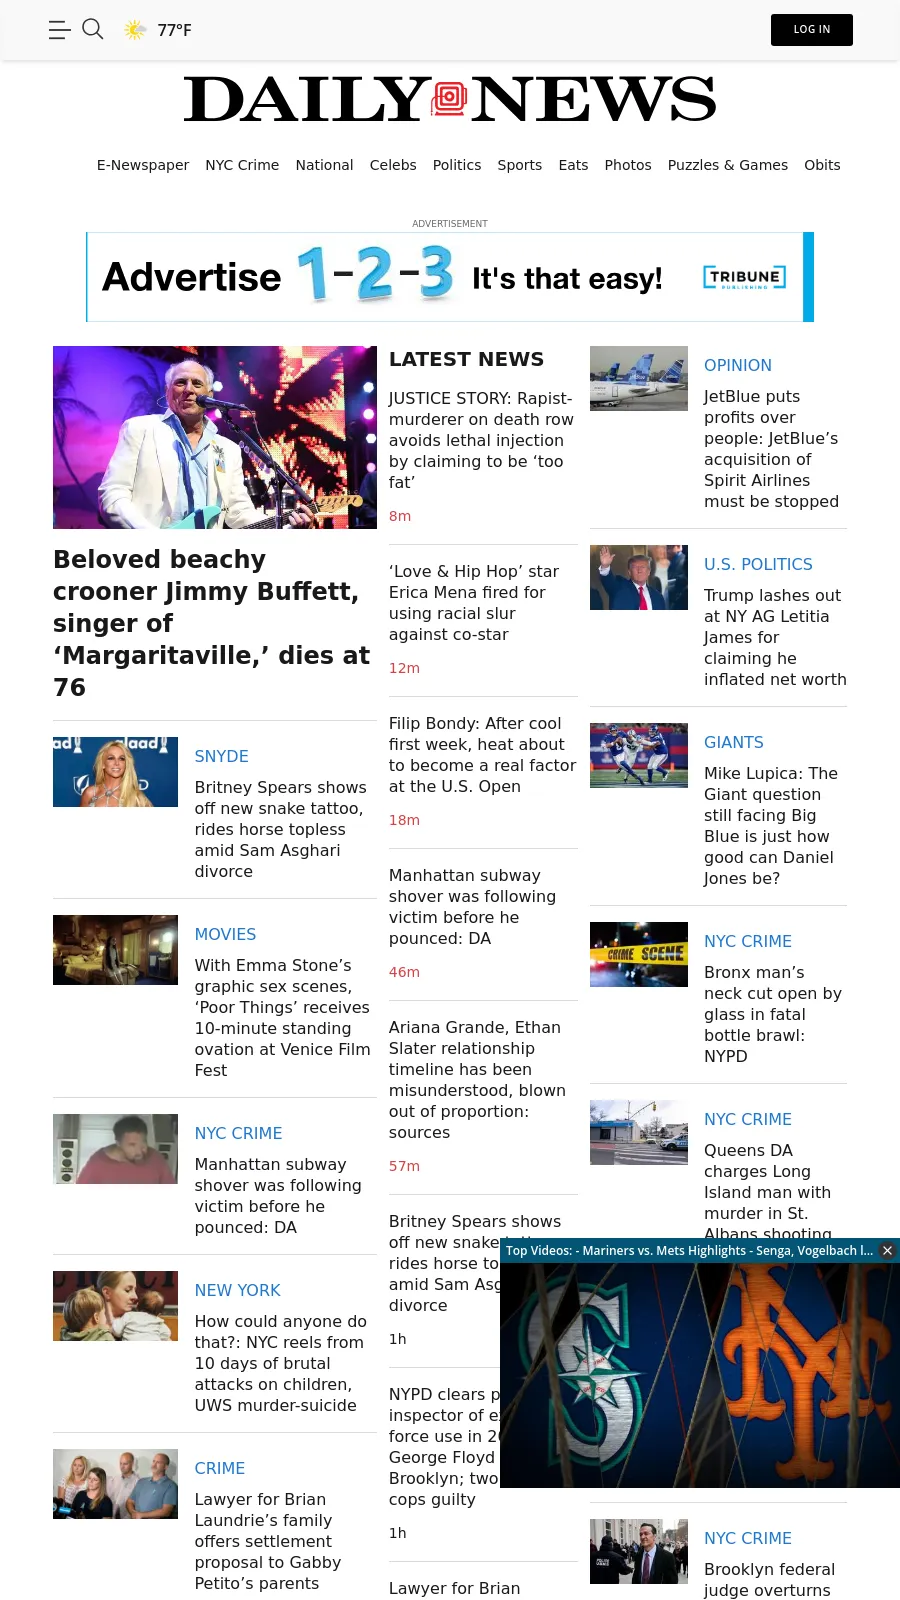 77°F
LOG IN
DAILY NEWS
E-Newspaper NYC Crime National Celebs Politics Sports Eats Photos Puzzles & Games Obits
ADVERTISEMENT
Advertise 1-2-3 It's that easy! TRIBUNE
PUBLISHING
Beloved beachy
crooner Jimmy Buffett,
singer of
‘Margaritaville,’ dies at
76
SNYDE
Britney Spears shows
off new snake tattoo,
rides horse topless
amid Sam Asghari
divorce
MOVIES
With Emma Stone’s
graphic sex scenes,
‘Poor Things’ receives
10-minute standing
ovation at Venice Film
Fest
NYC CRIME
Manhattan subway
shover was following
victim before he
pounced: DA
NEW YORK
How could anyone do
that?: NYC reels from
10 days of brutal
attacks on children,
UWS murder-suicide
CRIME
Lawyer for Brian
Laundrie’s family
offers settlement
proposal to Gabby
Petito’s parents
LATEST NEWS
JUSTICE STORY: Rapist-
murderer on death row
avoids lethal injection
by claiming to be ‘too
fat’
8m
‘Love & Hip Hop’ star
Erica Mena fired for
using racial slur
against co-star
12m
Filip Bondy: After cool
first week, heat about
to become a real factor
at the U.S. Open
18m
Manhattan subway
shover was following
victim before he
pounced: DA
46m
Ariana Grande, Ethan
Slater relationship
timeline has been
misunderstood, blown
out of proportion:
sources
57m
Britney Spears shows
off new snake
rides horse to
amid Sam Asg
divorce
1h
NYPD clears p
inspector of e
force use in 20
George Floyd
Brooklyn; two
cops guilty
1h
Lawyer for Brian
OPINION
JetBlue puts
profits over
people: JetBlue’s
acquisition of
Spirit Airlines
must be stopped
U.S. POLITICS
Trump lashes out
at NY AG Letitia
James for
claiming he
inflated net worth
GIANTS
Mike Lupica: The
Giant question
still facing Big
Blue is just how
good can Daniel
Jones be?
CRIME SCENE
NYC CRIME
Bronx man’s
neck cut open by
glass in fatal
bottle brawl:
NYPD
NYC CRIME
Queens DA
charges Long
Island man with
murder in St.
Albans shooting
Top Videos: - Mariners vs. Mets Highlights - Senga, Vogelbach l...
NYC CRIME
Brooklyn federal
judge overturns